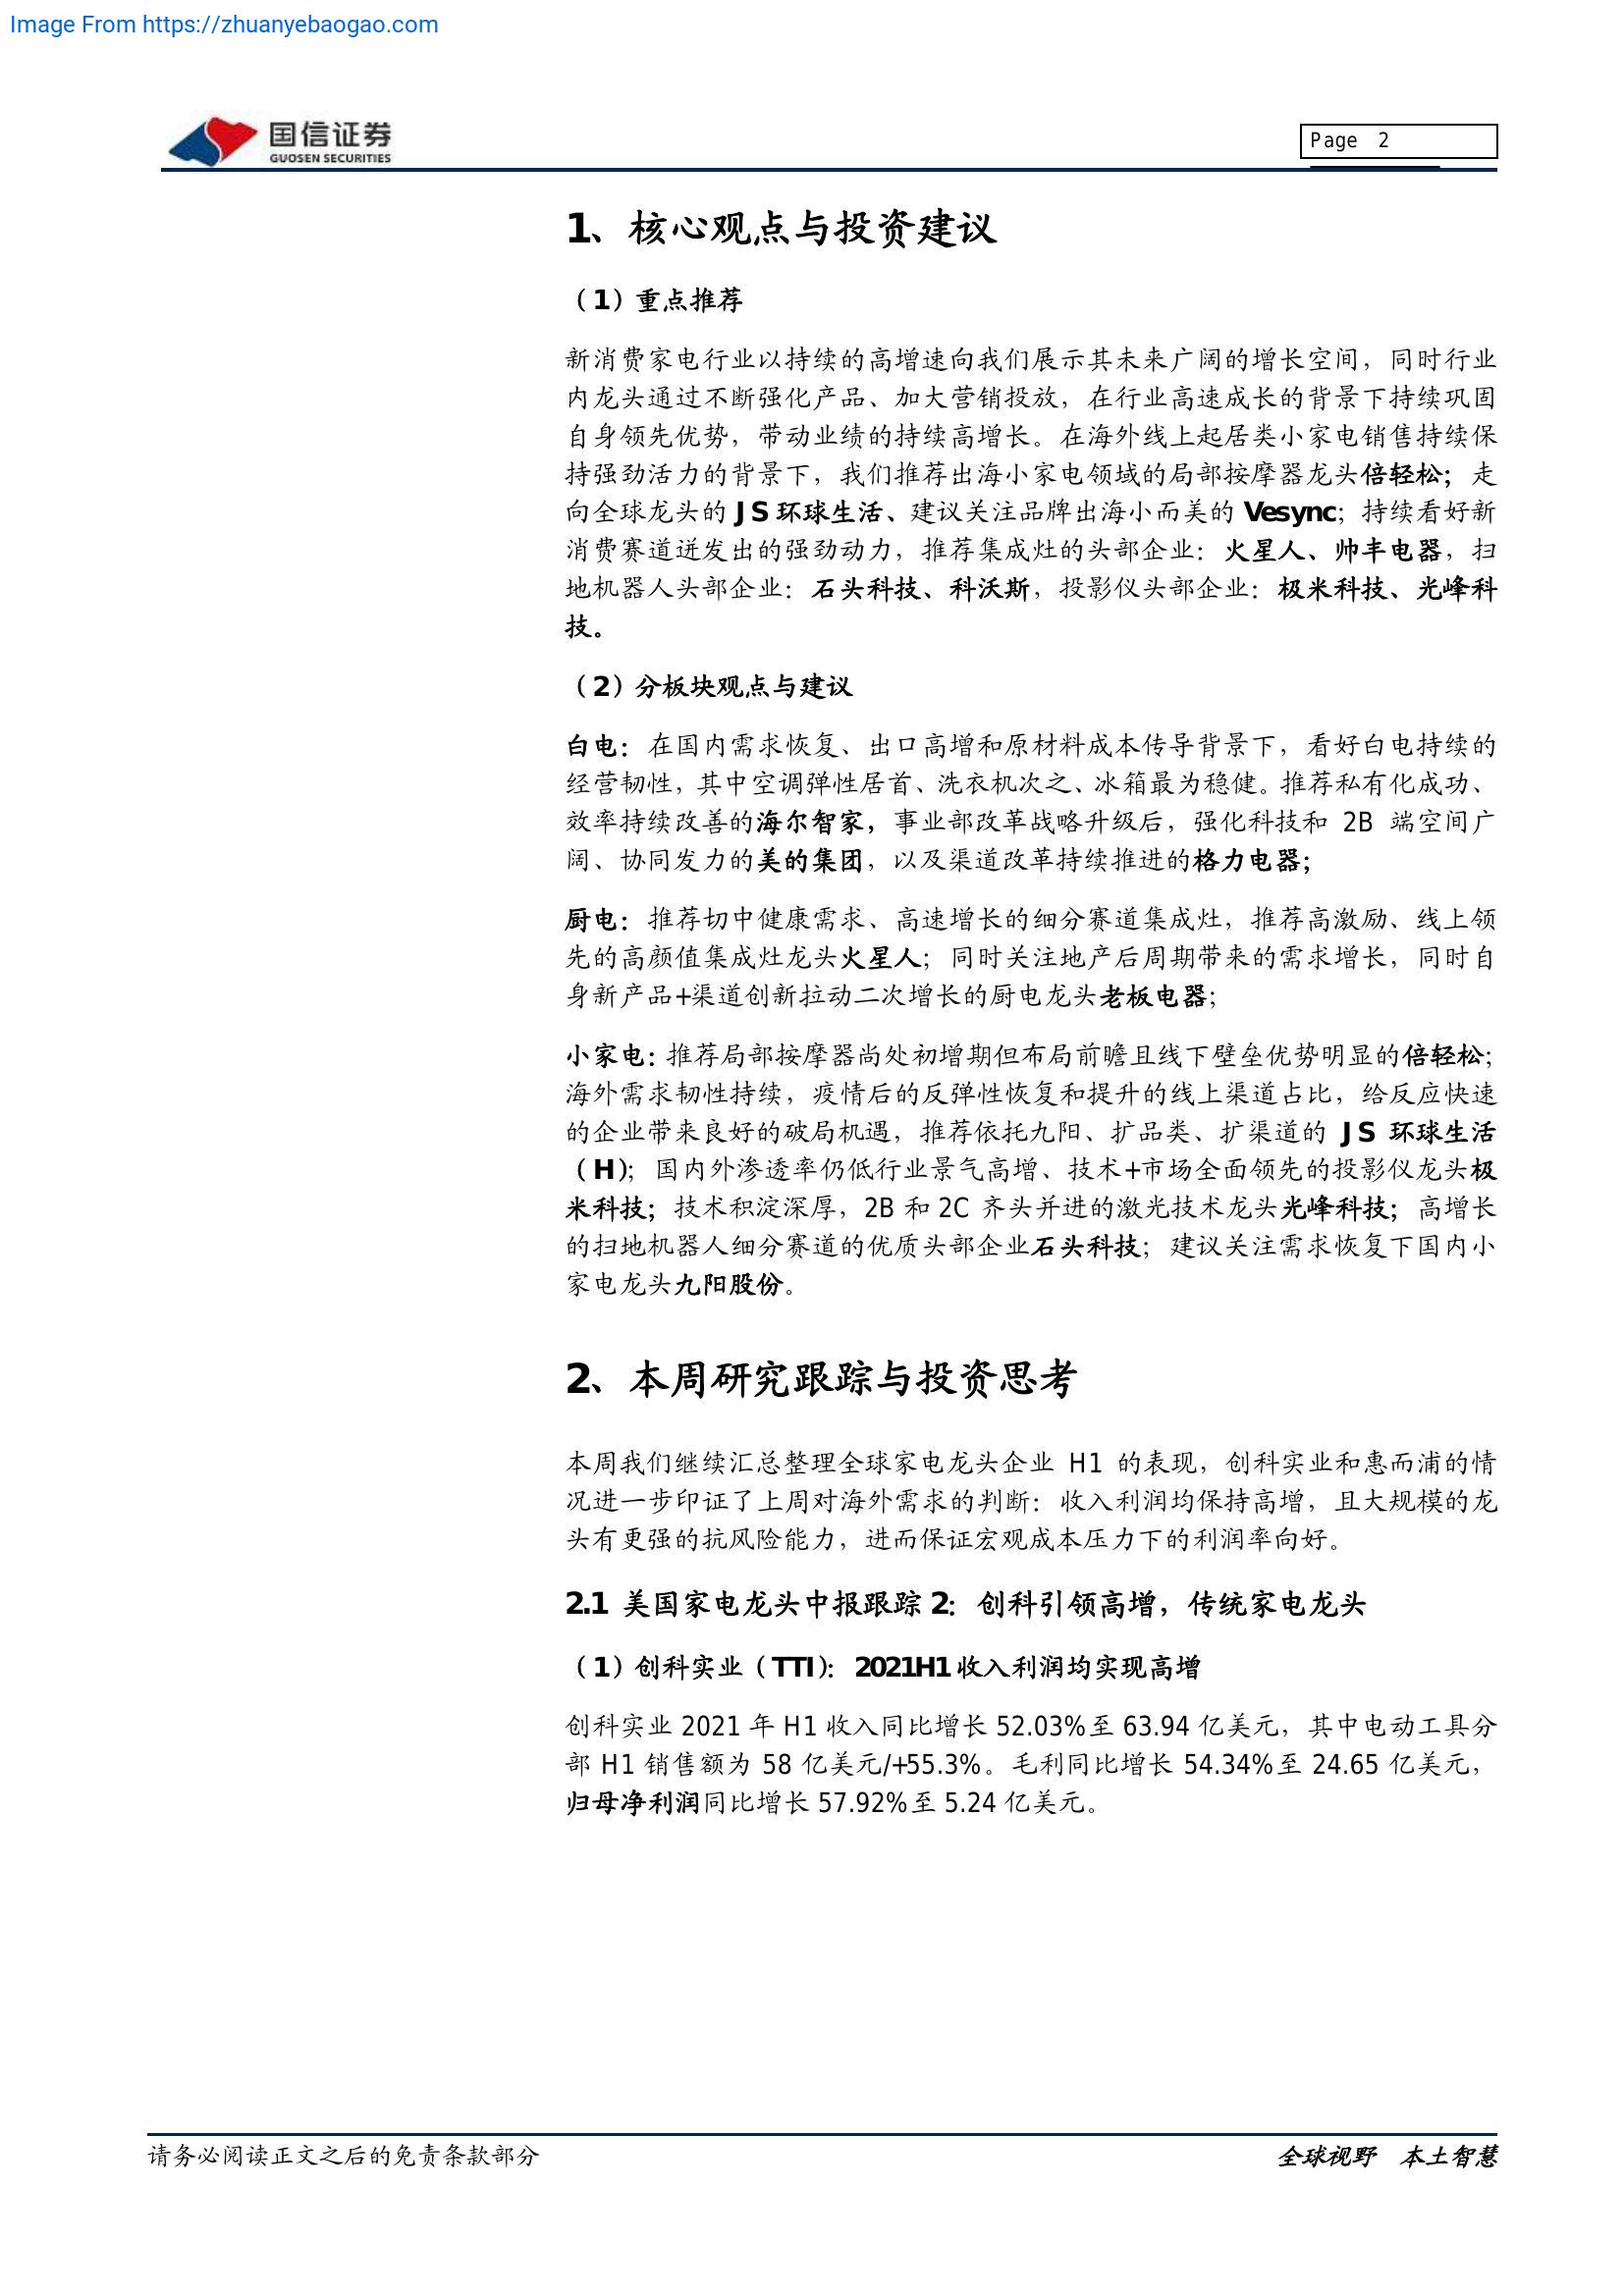 Image From https://zhuanyebaogao.com
国信证券
GUOSEN SECURITIES
Page 2
1、核心观点与投资建议
（1）重点推荐
新消费家电行业以持续的高增速向我们展示其未来广阔的增长空间，同时行业
内龙头通过不断强化产品、加大营销投放，在行业高速成长的背景下持续巩固
自身领先优势，带动业绩的持续高增长。在海外线上起居类小家电销售持续保
持强劲活力的背景下，我们推荐出海小家电领域的局部按摩器龙头倍轻松；走
向全球龙头的 JS 环球生活、建议关注品牌出海小而美的 Vesync；持续看好新
消费赛道迸发出的强劲动力，推荐集成灶的头部企业：火星人、帅丰电器，扫
地机器人头部企业：石头科技、科沃斯，投影仪头部企业：极米科技、光峰科
技。
（2）分板块观点与建议
白电：在国内需求恢复、出口高增和原材料成本传导背景下，看好白电持续的
经营韧性，其中空调弹性居首、洗衣机次之、冰箱最为稳健。推荐私有化成功、
效率持续改善的海尔智家，事业部改革战略升级后，强化科技和 2B 端空间广
阔、协同发力的美的集团，以及渠道改革持续推进的格力电器；
厨电：推荐切中健康需求、高速增长的细分赛道集成灶，推荐高激励、线上领
先的高颜值集成灶龙头火星人；同时关注地产后周期带来的需求增长，同时自
身新产品+渠道创新拉动二次增长的厨电龙头老板电器；
小家电：推荐局部按摩器尚处初增期但布局前瞻且线下壁垒优势明显的倍轻松；
海外需求韧性持续，疫情后的反弹性恢复和提升的线上渠道占比，给反应快速
的企业带来良好的破局机遇，推荐依托九阳、扩品类、扩渠道的 JS 环球生活
（H）；国内外渗透率仍低行业景气高增、技术+市场全面领先的投影仪龙头极
米科技；技术积淀深厚，2B 和 2C 齐头并进的激光技术龙头光峰科技；高增长
的扫地机器人细分赛道的优质头部企业石头科技；建议关注需求恢复下国内小
家电龙头九阳股份。
2、本周研究跟踪与投资思考
本周我们继续汇总整理全球家电龙头企业 H1 的表现，创科实业和惠而浦的情
况进一步印证了上周对海外需求的判断：收入利润均保持高增，且大规模的龙
头有更强的抗风险能力，进而保证宏观成本压力下的利润率向好。
2.1 美国家电龙头中报跟踪 2：创科引领高增，传统家电龙头
（1）创科实业（TTI）：2021H1 收入利润均实现高增
创科实业 2021 年 H1 收入同比增长 52.03%至 63.94 亿美元，其中电动工具分
部 H1 销售额为 58 亿美元/+55.3%。毛利同比增长 54.34%至 24.65 亿美元，
归母净利润同比增长 57.92%至 5.24 亿美元。
请务必阅读正文之后的免责条款部分
全球视野 本土智慧